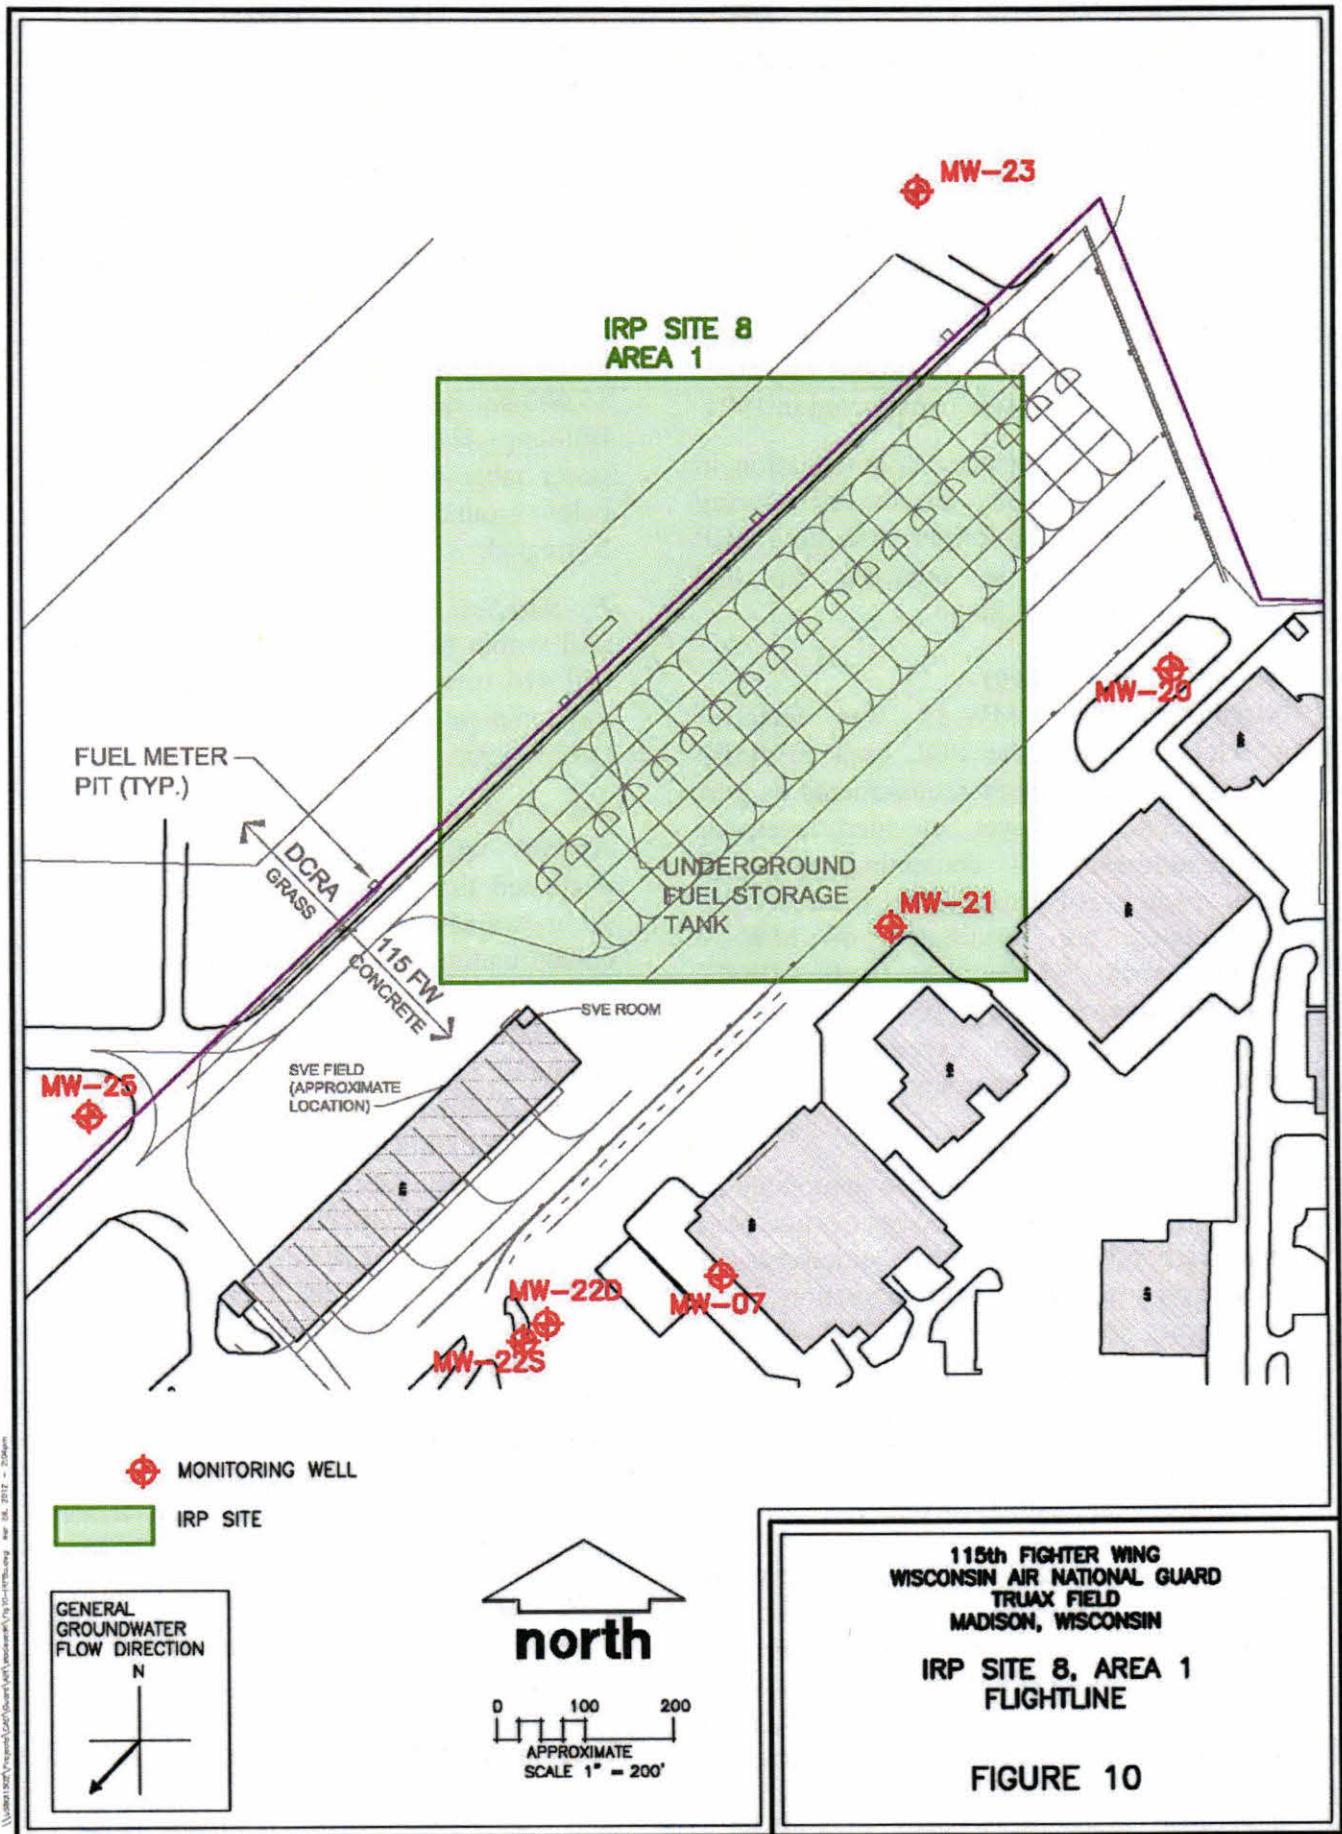 MW-23
IRP SITE 8
AREA 1
MW-20
FUEL METER
PIT (TYP.)
DCRA
GRASS
115 FW
CONCRETE
UNDERGROUND
FUEL STORAGE
TANK
MW-21
SVE ROOM
SVE FIELD
(APPROXIMATE
LOCATION)
MW-25
MW-22D
MW-07
MW-22S
MONITORING WELL
IRP SITE
GENERAL
GROUNDWATER
FLOW DIRECTION
N
north
0 100 200
APPROXIMATE
SCALE 1" = 200'
115th FIGHTER WING
WISCONSIN AIR NATIONAL GUARD
TRUAX FIELD
MADISON, WISCONSIN
IRP SITE 8, AREA 1
FLIGHTLINE
FIGURE 10